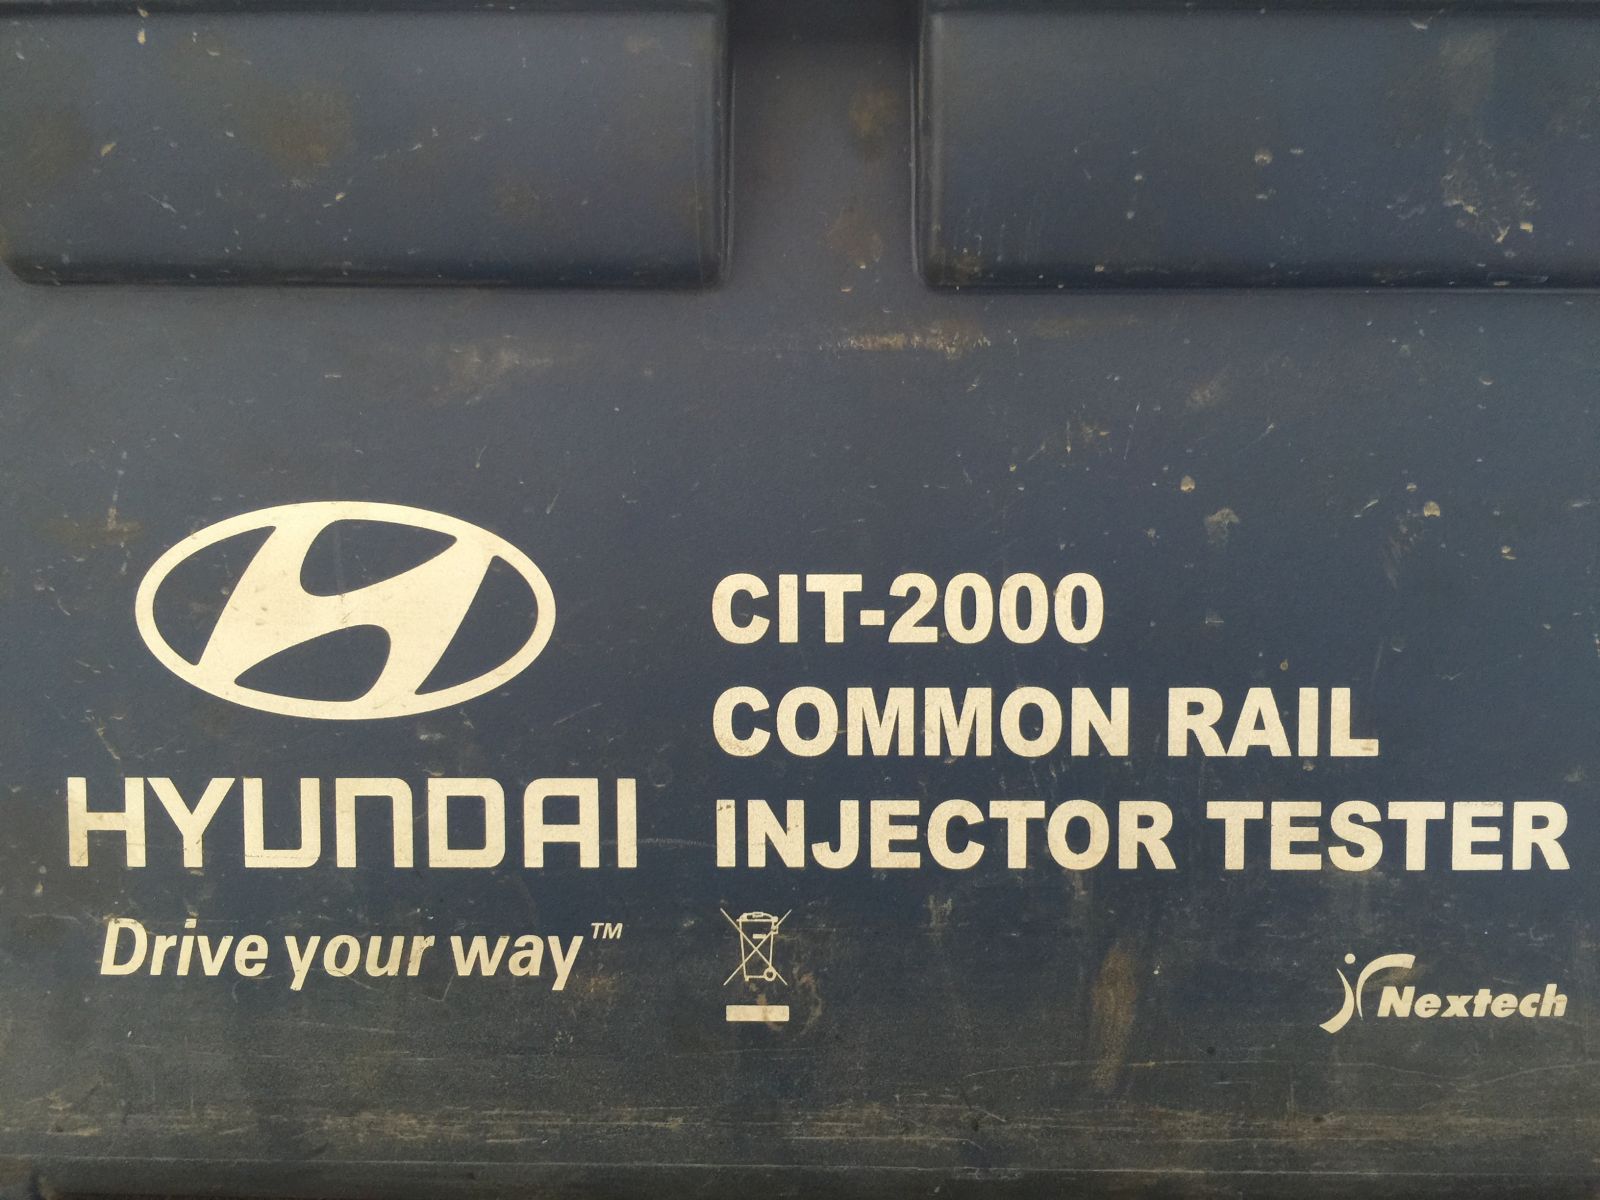 HYUNDAI
Drive your way™
CIT-2000
COMMON RAIL
INJECTOR TESTER
Nextech